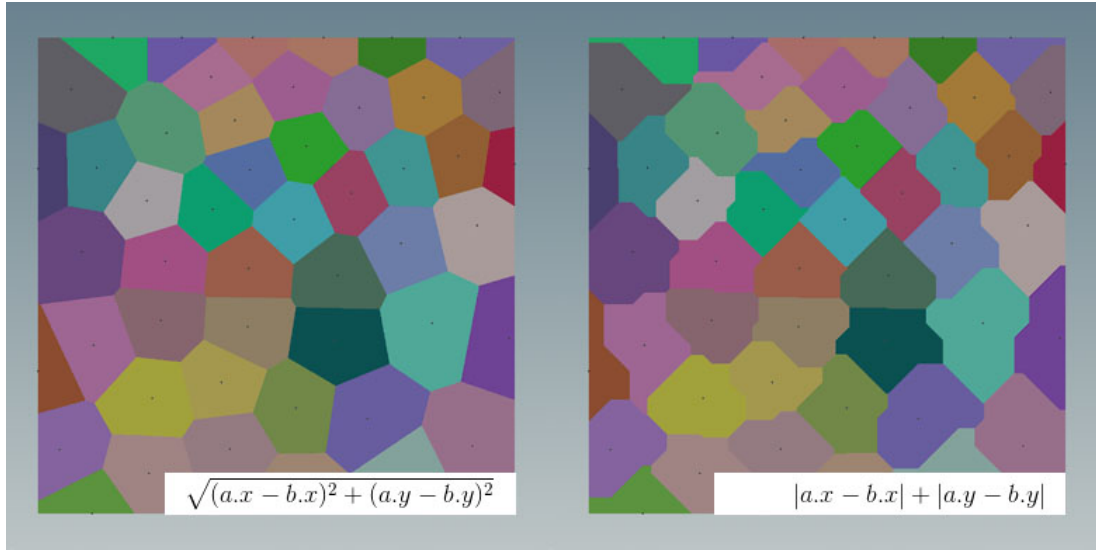 √(a.x − b.x)² + (a.y − b.y)²
|a.x − b.x| + |a.y − b.y|